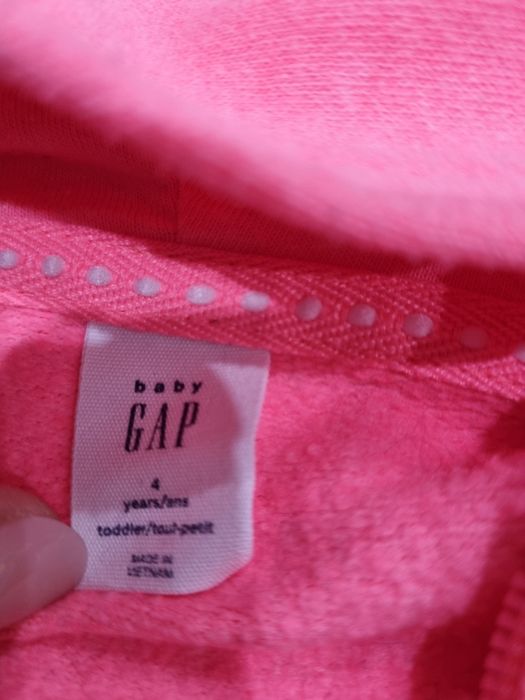 baby
GAP
4
years/ans
toddler/tout-petit
MADE IN
VIETNAM